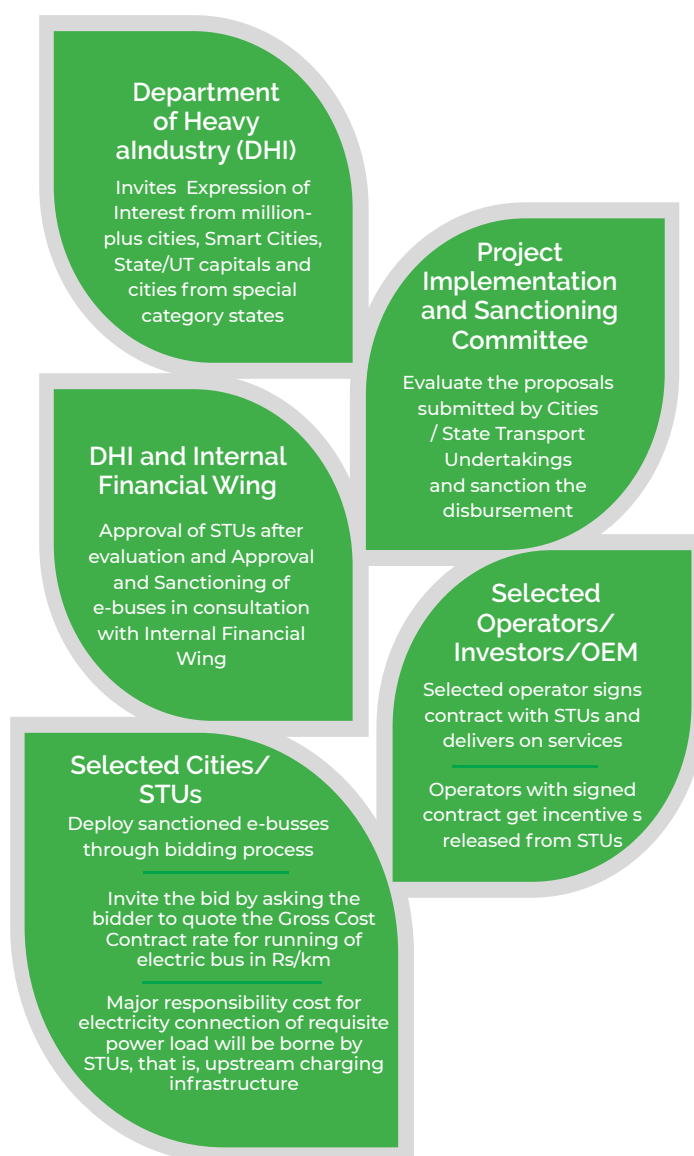 Department
of Heavy
aIndustry (DHI)
Invites Expression of
Interest from million-
plus cities, Smart Cities,
State/UT capitals and
cities from special
category states
Project
Implementation
and Sanctioning
Committee
Evaluate the proposals
submitted by Cities
/ State Transport
Undertakings
and sanction the
disbursement
DHI and Internal
Financial Wing
Approval of STUs after
evaluation and Approval
and Sanctioning of
e-buses in consultation
with Internal Financial
Wing
Selected
Operators/
Investors/OEM
Selected operator signs
contract with STUs and
delivers on services
Operators with signed
contract get incentive s
released from STUs
Selected Cities/
STUs
Deploy sanctioned e-busses
through bidding process
Invite the bid by asking the
bidder to quote the Gross Cost
Contract rate for running of
electric bus in Rs/km
Major responsibility cost for
electricity connection of requisite
power load will be borne by
STUs, that is, upstream charging
infrastructure